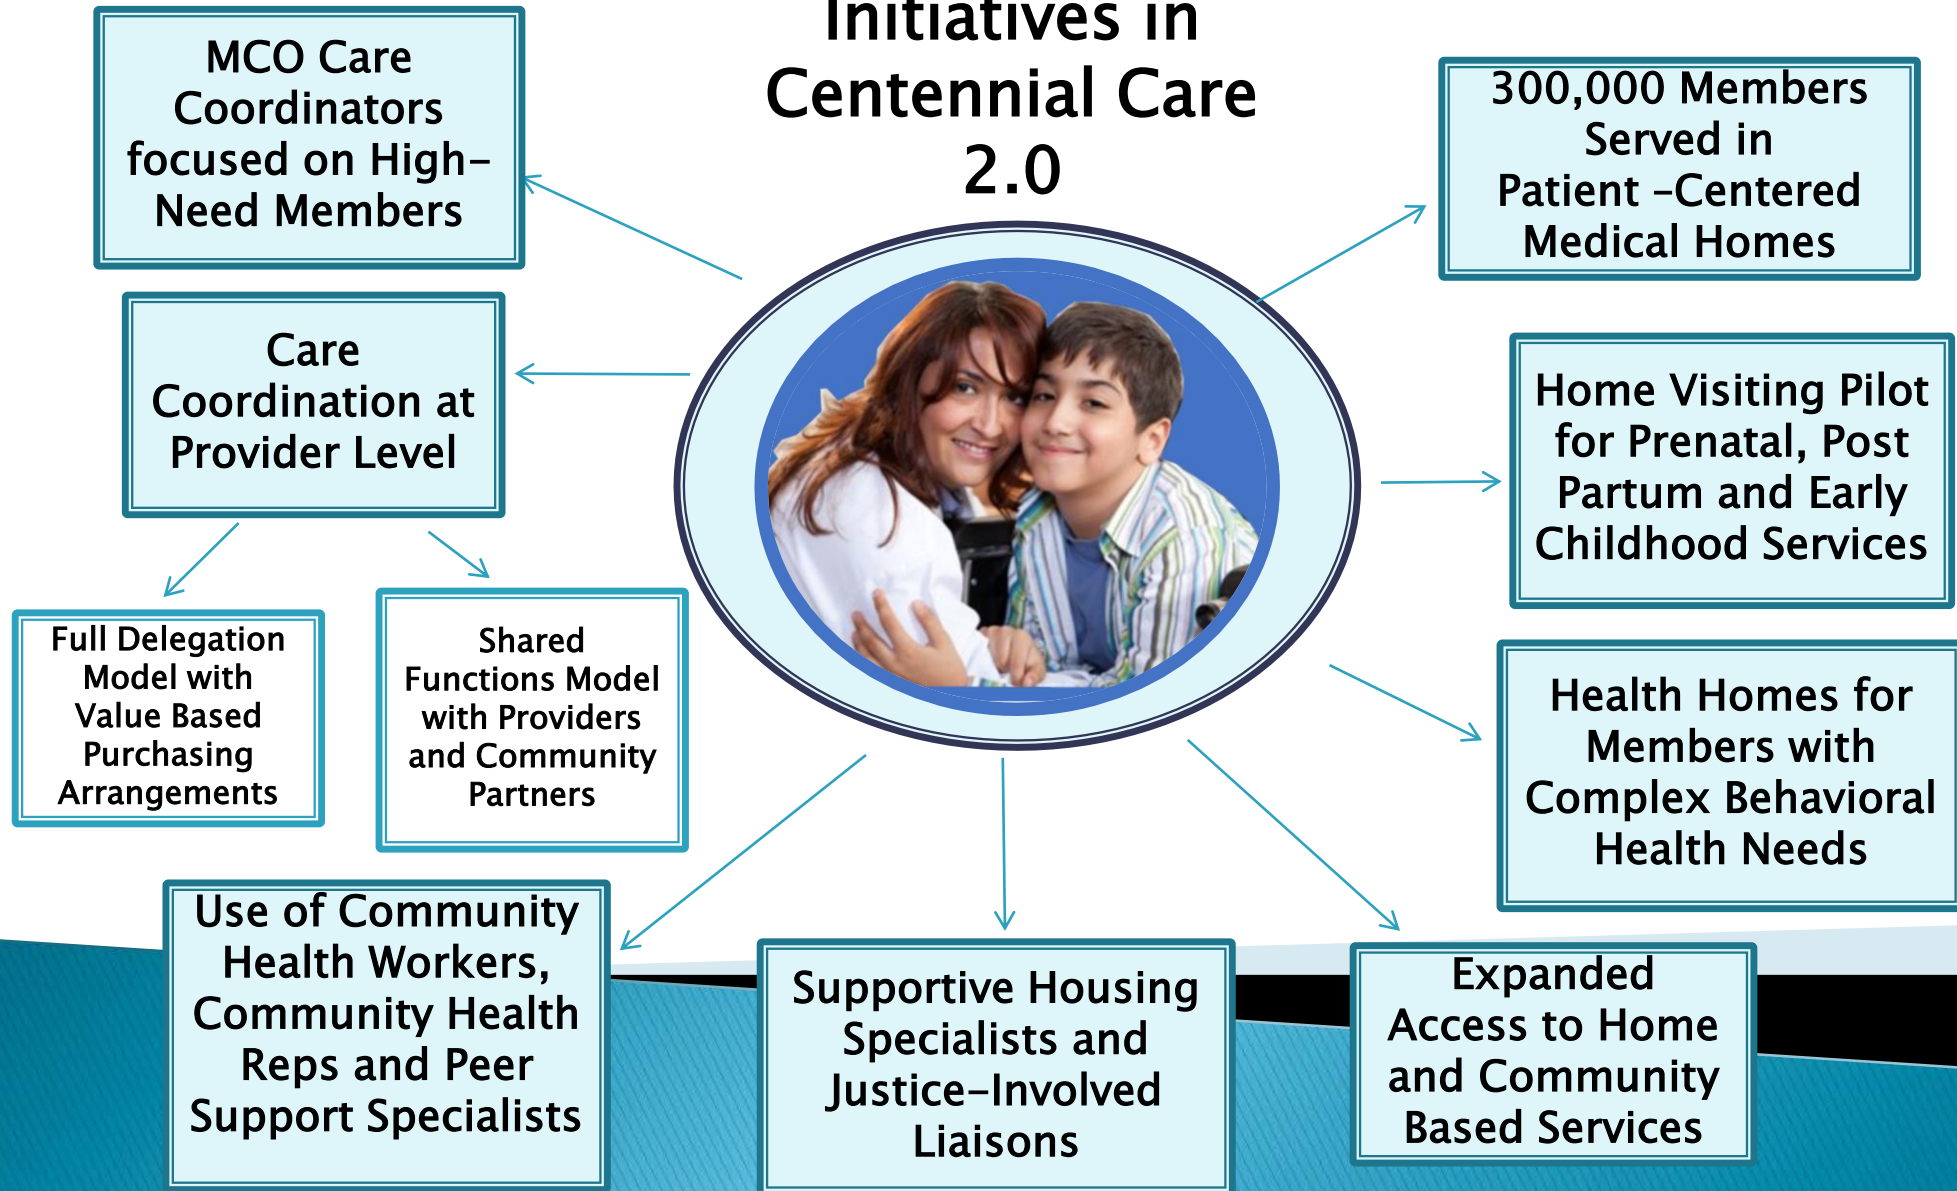 Initiatives in
Centennial Care
2.0
MCO Care
Coordinators
focused on High-
Need Members
Care
Coordination at
Provider Level
Full Delegation
Model with
Value Based
Purchasing
Arrangements
Shared
Functions Model
with Providers
and Community
Partners
Use of Community
Health Workers,
Community Health
Reps and Peer
Support Specialists
Supportive Housing
Specialists and
Justice-Involved
Liaisons
Expanded
Access to Home
and Community
Based Services
Health Homes for
Members with
Complex Behavioral
Health Needs
Home Visiting Pilot
for Prenatal, Post
Partum and Early
Childhood Services
300,000 Members
Served in
Patient -Centered
Medical Homes